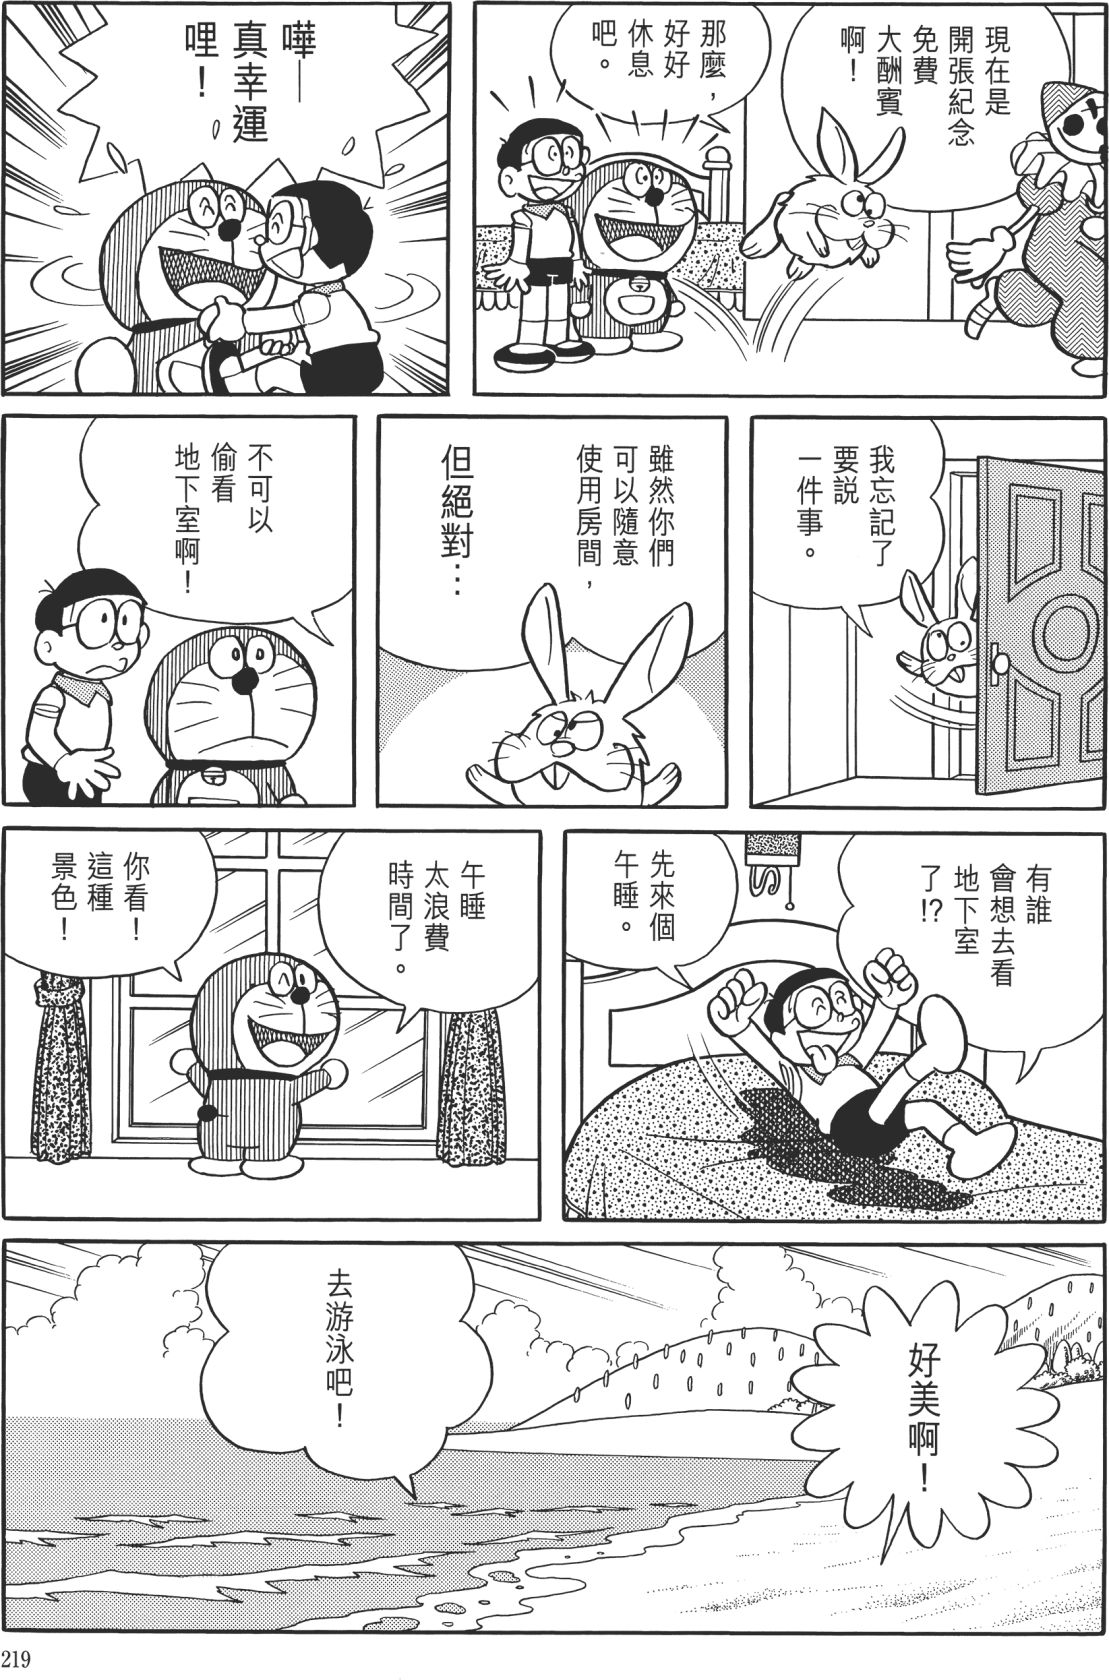 現在是
開張紀念
免費
大酬賓
啊！
那麼，
好好
休息
吧。
嘩—
真幸運
哩！
我忘記了
要說
一件事。
雖然你們
可以隨意
使用房間，
但絕對…
不可以
偷看
地下室啊！
有誰
會想去看
地下室
了!?
先來個
午睡。
午睡
太浪費
時間了。
你看！
這種
景色！
好美啊！
去游泳吧！
219